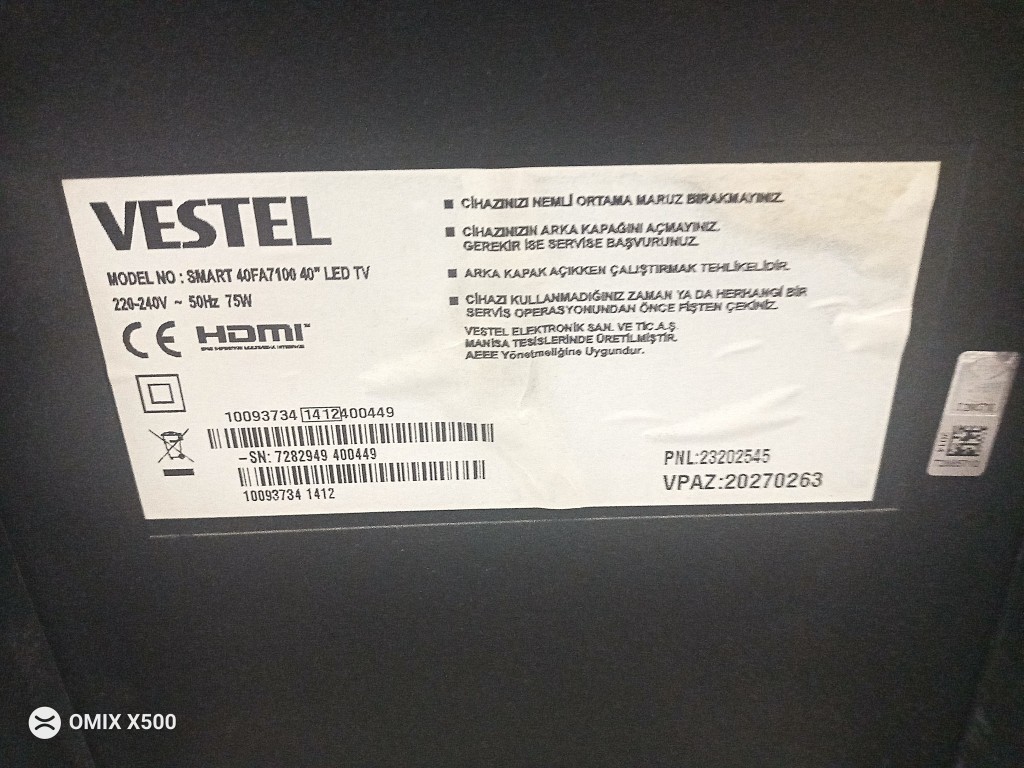 VESTEL
MODEL NO : SMART 40FA7100 40" LED TV
220-240V ~ 50Hz 75W
CE HDMI™
10093734 1412400449
-SN: 7282949 400449
10093734 1412
■ CİHAZINIZI NEMLİ ORTAMA MARUZ BIRAKMAYINIZ.
■ CİHAZINIZIN ARKA KAPAĞINI AÇMAYINIZ.
GEREKİR İSE SERVİSE BAŞVURUNUZ.
■ ARKA KAPAK AÇIKKEN ÇALIŞTIRMAK TEHLİKELİDİR.
■ CİHAZI KULLANMADIĞINIZ ZAMAN YA DA HERHANGİ BİR
SERVİS OPERASYONUNDAN ÖNCE FİŞTEN ÇEKİNİZ.
VESTEL ELEKTRONİK SAN. VE TİC.A.Ş.
MANİSA TESİSLERİNDE ÜRETİLMİŞTİR.
AEEE Yönetmeliğine Uygundur.
PNL:23202545
VPAZ:20270263
OMIX X500